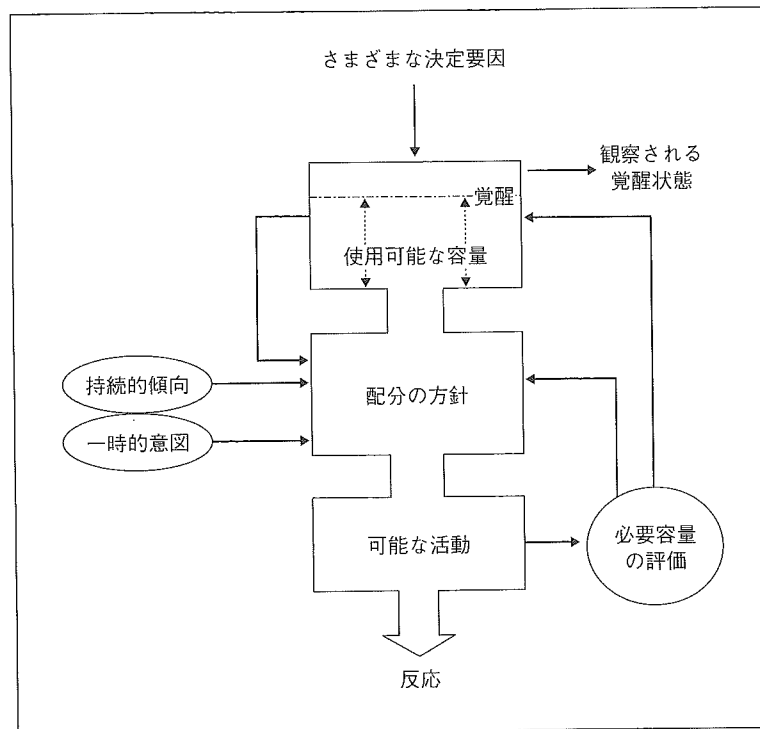 さまざまな決定要因
観察される
覚醒状態
覚醒
使用可能な容量
持続的傾向
配分の方針
一時的意図
可能な活動
必要容量
の評価
反応